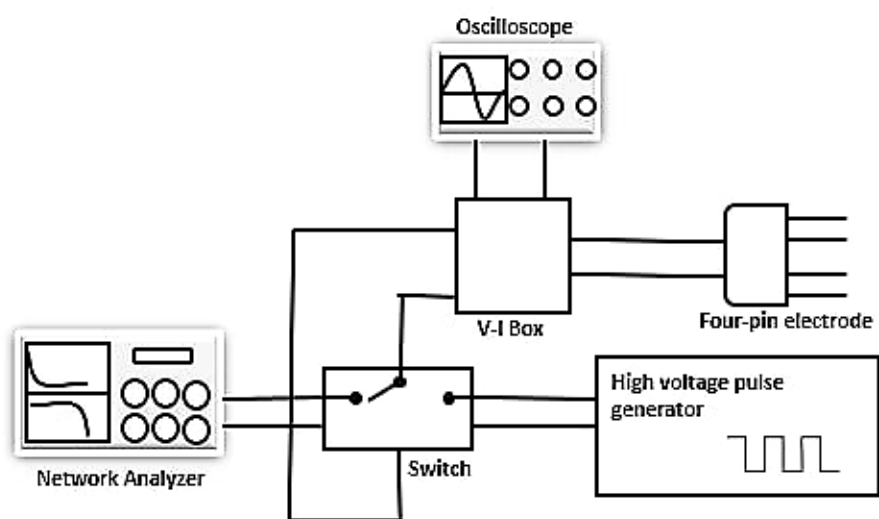 Oscilloscope
V-I Box
Four-pin electrode
High voltage pulse
generator
Switch
Network Analyzer